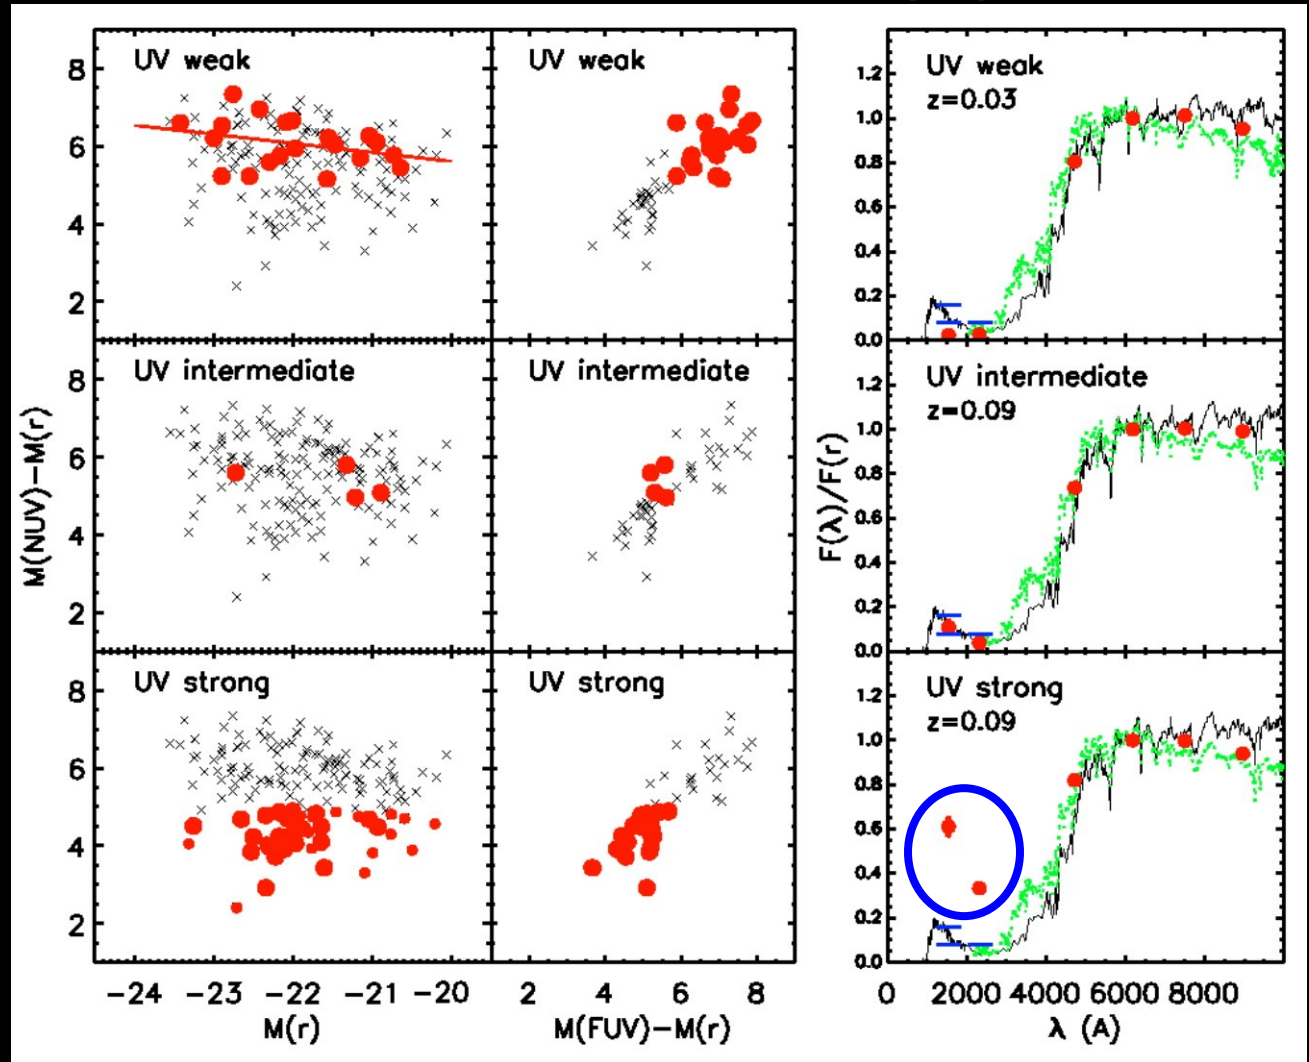 UV weak
UV weak
UV weak
z=0.03
8
6
4
2
1.2
1.0
0.8
0.6
0.4
0.2
0.0
UV intermediate
UV intermediate
UV intermediate
z=0.09
8
6
4
2
1.2
1.0
0.8
0.6
0.4
0.2
0.0
M(NUV)−M(r)
F(λ)/F(r)
UV strong
UV strong
UV strong
z=0.09
8
6
4
2
1.2
1.0
0.8
0.6
0.4
0.2
0.0
−24 −23 −22 −21 −20
4 6 8 2
0 2000 4000 6000 8000
M(r)
M(FUV)−M(r)
λ (A)